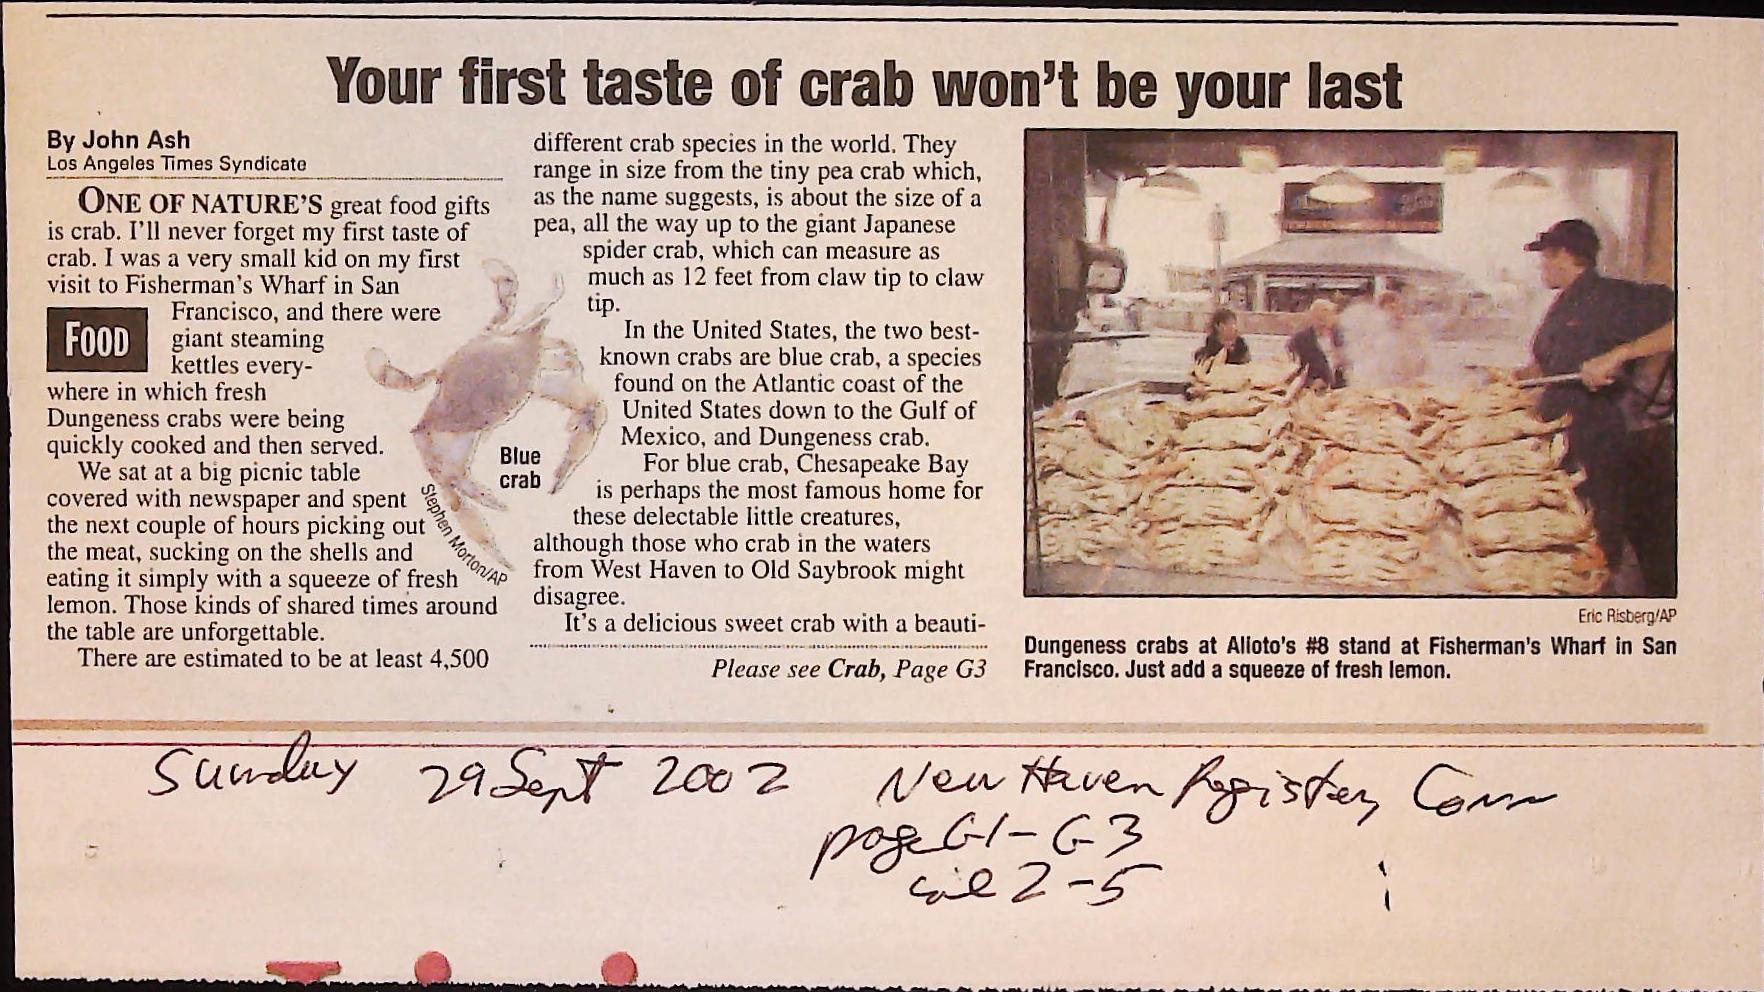 Your first taste of crab won't be your last
By John Ash
Los Angeles Times Syndicate
ONE OF NATURE'S great food gifts
is crab. I'll never forget my first taste of
crab. I was a very small kid on my first
visit to Fisherman's Wharf in San
Francisco, and there were
FOOD
giant steaming
kettles every-
where in which fresh
Dungeness crabs were being
quickly cooked and then served.
We sat at a big picnic table
covered with newspaper and spent
the next couple of hours picking out
the meat, sucking on the shells and
eating it simply with a squeeze of fresh
lemon. Those kinds of shared times around
the table are unforgettable.
There are estimated to be at least 4,500
Blue
crab
Stephen Morton/AP
different crab species in the world. They
range in size from the tiny pea crab which,
as the name suggests, is about the size of a
pea, all the way up to the giant Japanese
spider crab, which can measure as
much as 12 feet from claw tip to claw
tip.
In the United States, the two best-
known crabs are blue crab, a species
found on the Atlantic coast of the
United States down to the Gulf of
Mexico, and Dungeness crab.
For blue crab, Chesapeake Bay
is perhaps the most famous home for
these delectable little creatures,
although those who crab in the waters
from West Haven to Old Saybrook might
disagree.
It's a delicious sweet crab with a beauti-
Please see Crab, Page G3
Eric Risberg/AP
Dungeness crabs at Alioto's #8 stand at Fisherman's Wharf in San
Francisco. Just add a squeeze of fresh lemon.
Sunday 29 Sept 2002 New Haven Register, Conn
page G1-G3
col 2-5